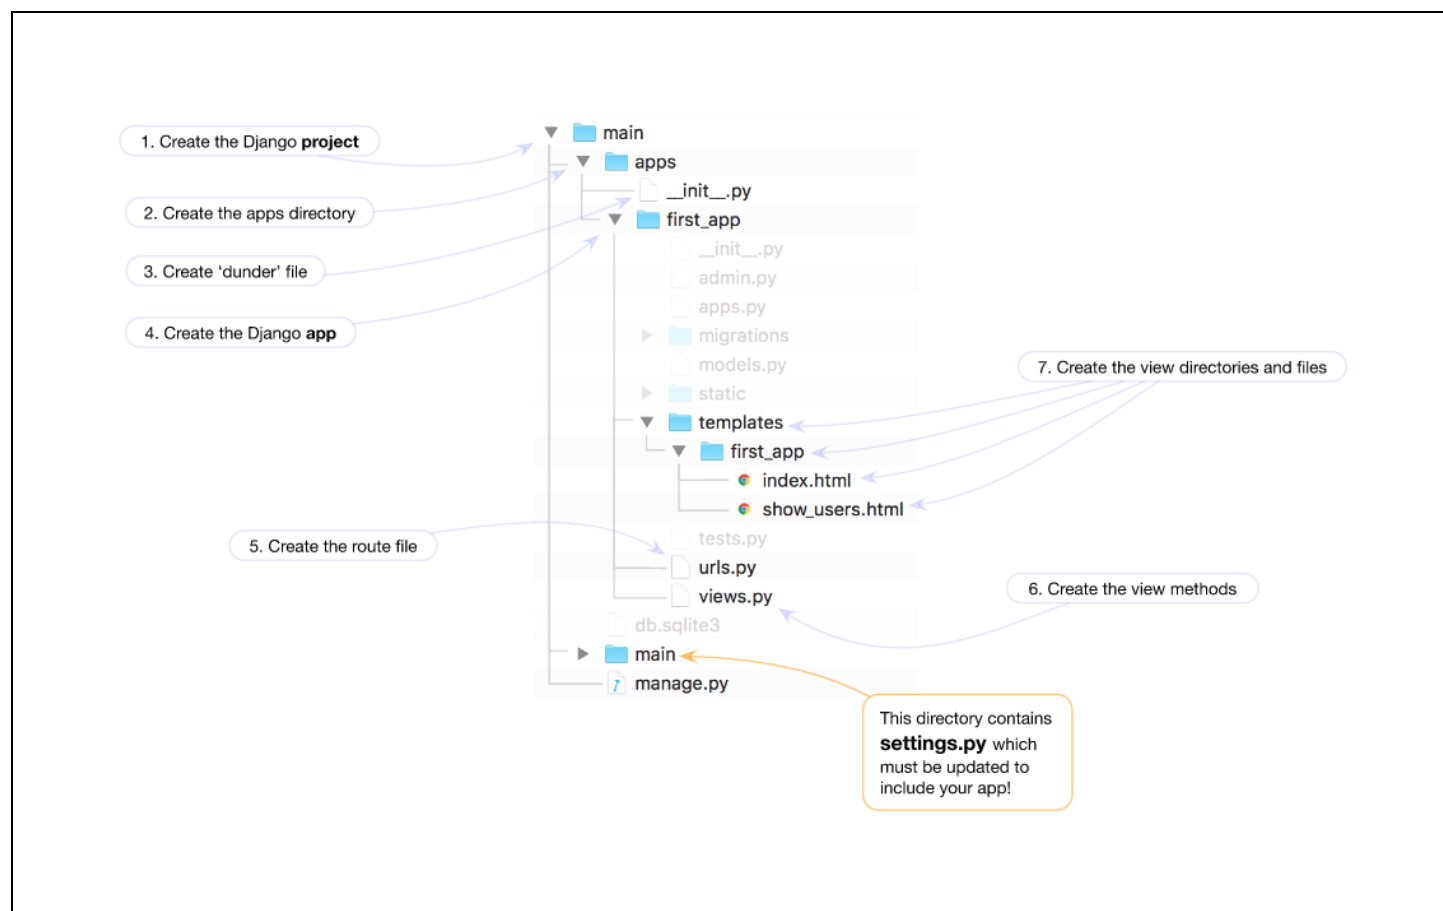 1. Create the Django project
2. Create the apps directory
3. Create ‘dunder’ file
4. Create the Django app
main
apps
__init__.py
first_app
__init__.py
admin.py
apps.py
migrations
models.py
static
templates
first_app
index.html
show_users.html
tests.py
urls.py
views.py
db.sqlite3
main
manage.py
5. Create the route file
7. Create the view directories and files
6. Create the view methods
This directory contains
settings.py which
must be updated to
include your app!